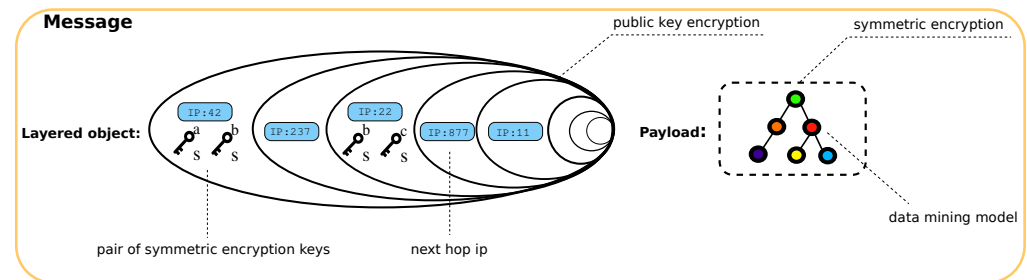 Message
public key encryption
symmetric encryption
IP:42
IP:22
a
b
b
c
Layered object:
IP:237
IP:877
IP:11
Payload:
s
s
s
s
data mining model
pair of symmetric encryption keys
next hop ip